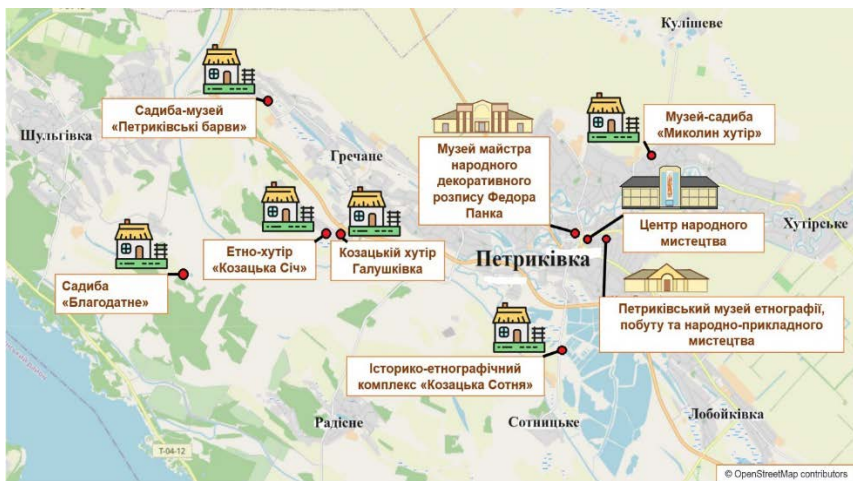 Кулішеве
Садиба-музей
«Петриківські барви»
Музей-садиба
«Миколин хутір»
Шульгівка
Гречане
Музей майстра
народного
декоративного
розпису Федора
Панка
Центр народного
мистецтва
Хутірське
Етно-хутір
«Козацька Січ»
Козацькій хутір
Галушківка
Петриківка
Садиба
«Благодатне»
Петриківський музей етнографії,
побуту та народно-прикладного
мистецтва
Історико-етнографічний
комплекс «Козацька Сотня»
Радісне
Сотницьке
Лобойківка
Т-04-12
© OpenStreetMap contributors